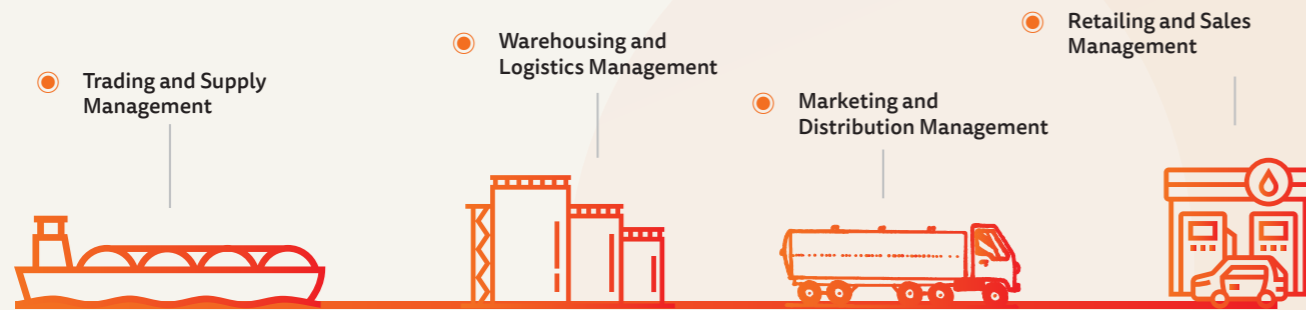 Trading and Supply
Management
Warehousing and
Logistics Management
Marketing and
Distribution Management
Retailing and Sales
Management